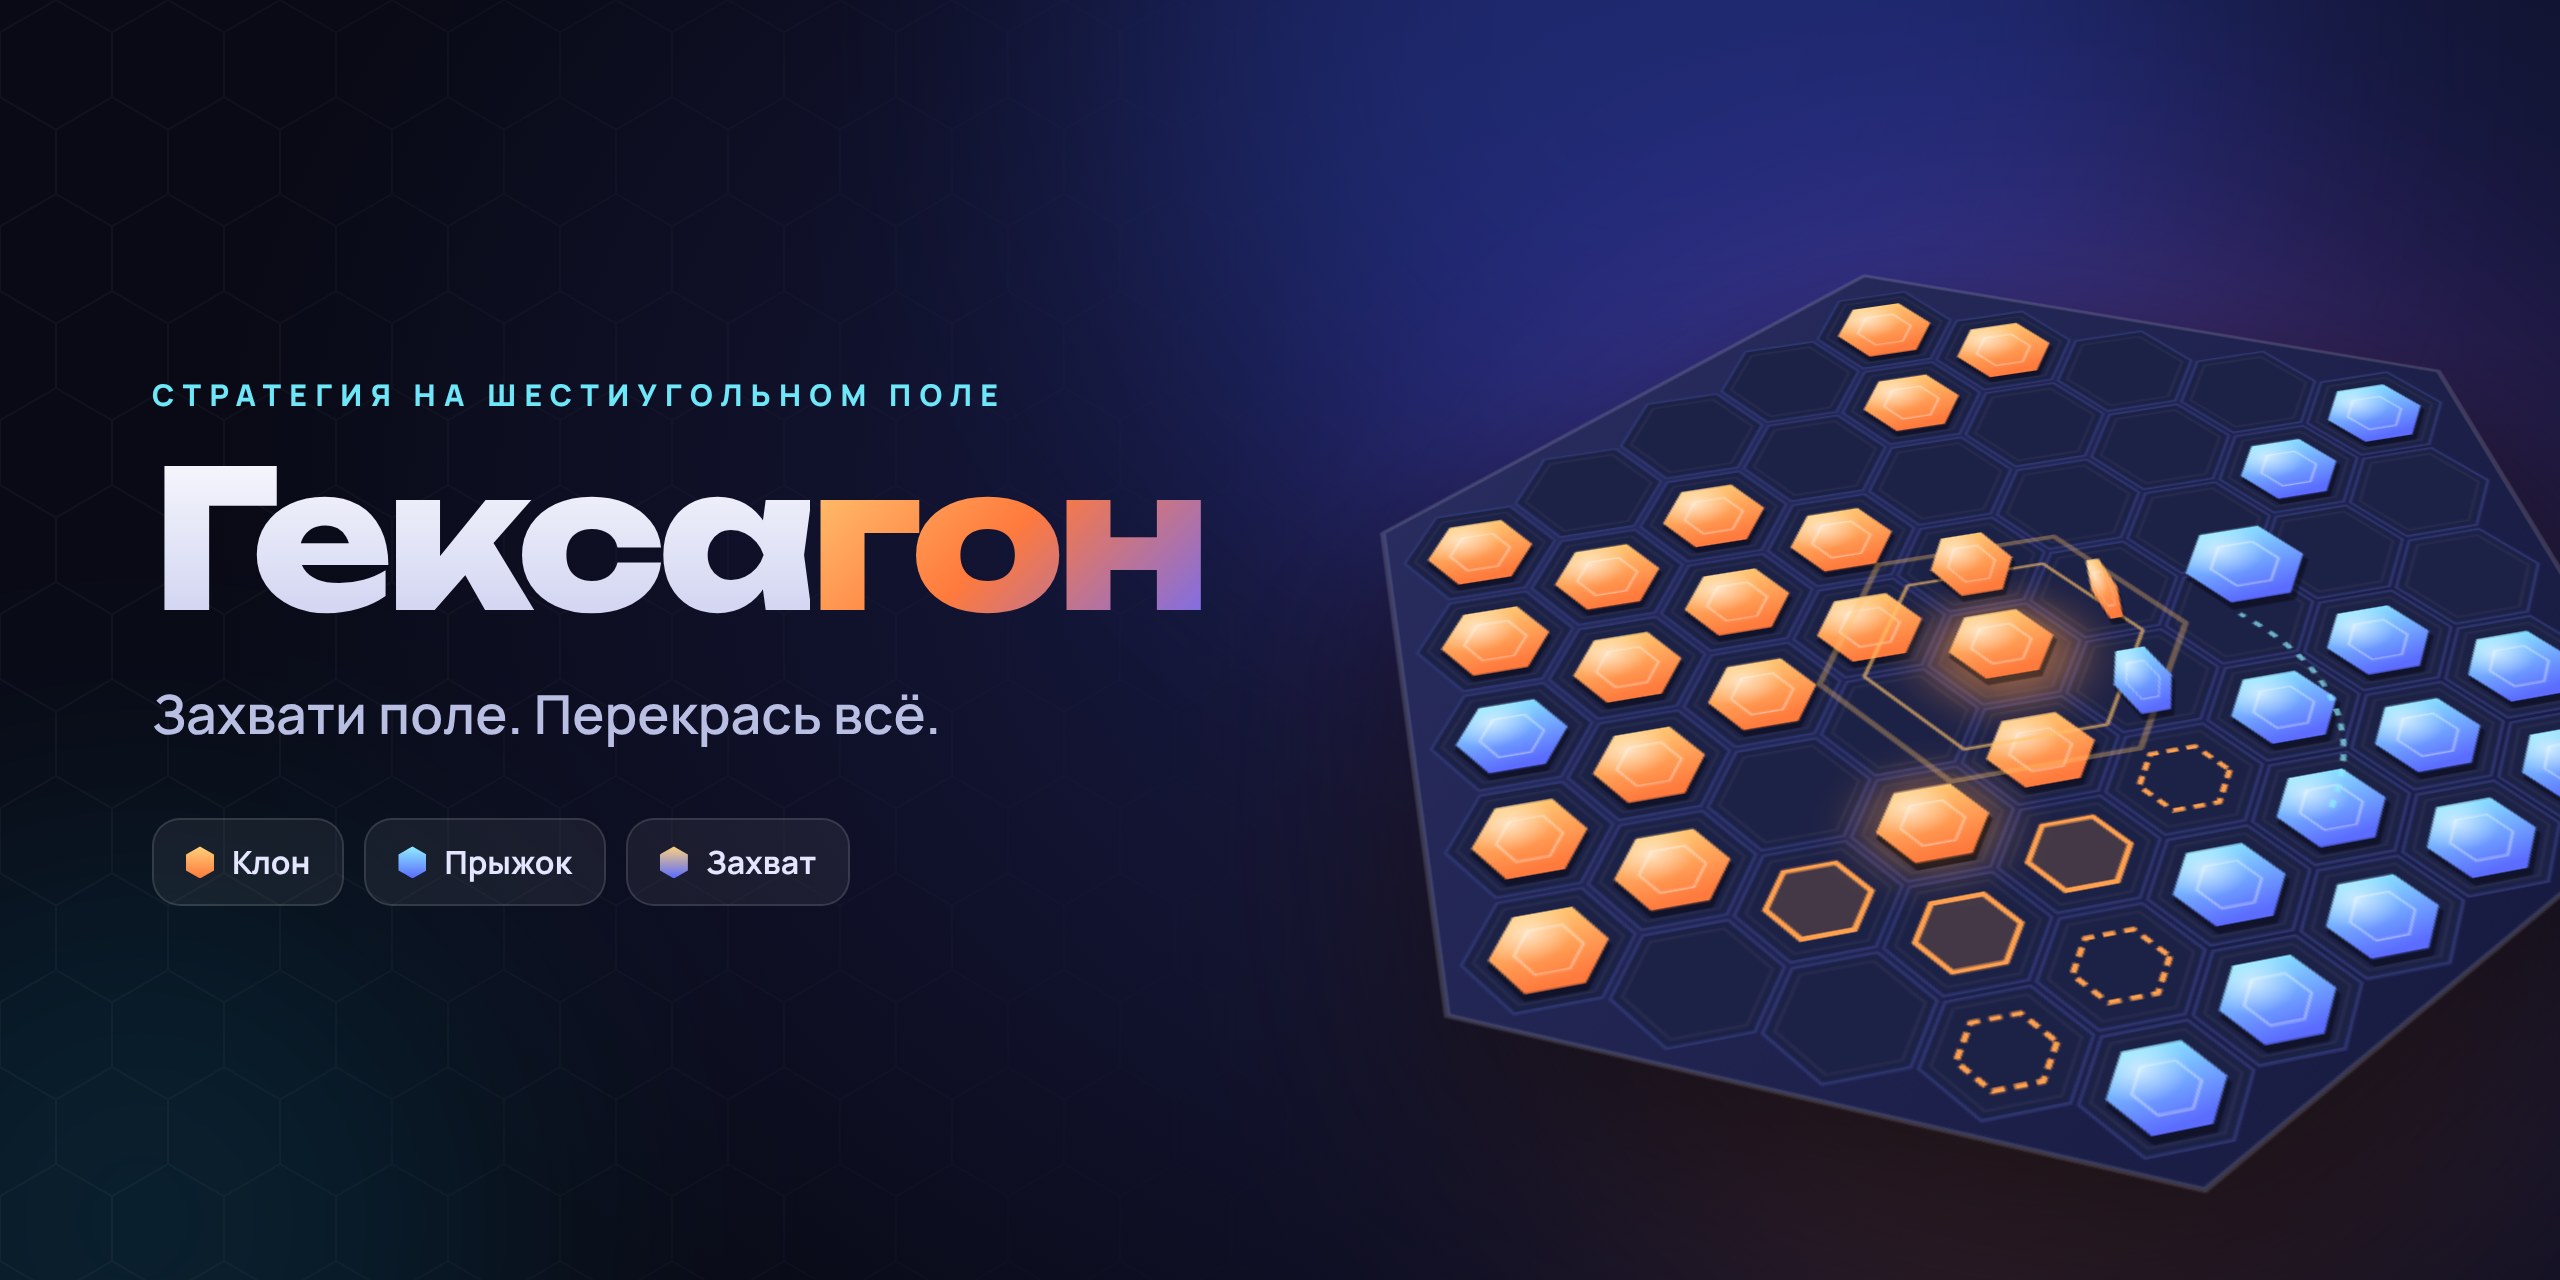 СТРАТЕГИЯ НА ШЕСТИУГОЛЬНОМ ПОЛЕ
Гексагон
Захвати поле. Перекрась всё.
Клон
Прыжок
Захват